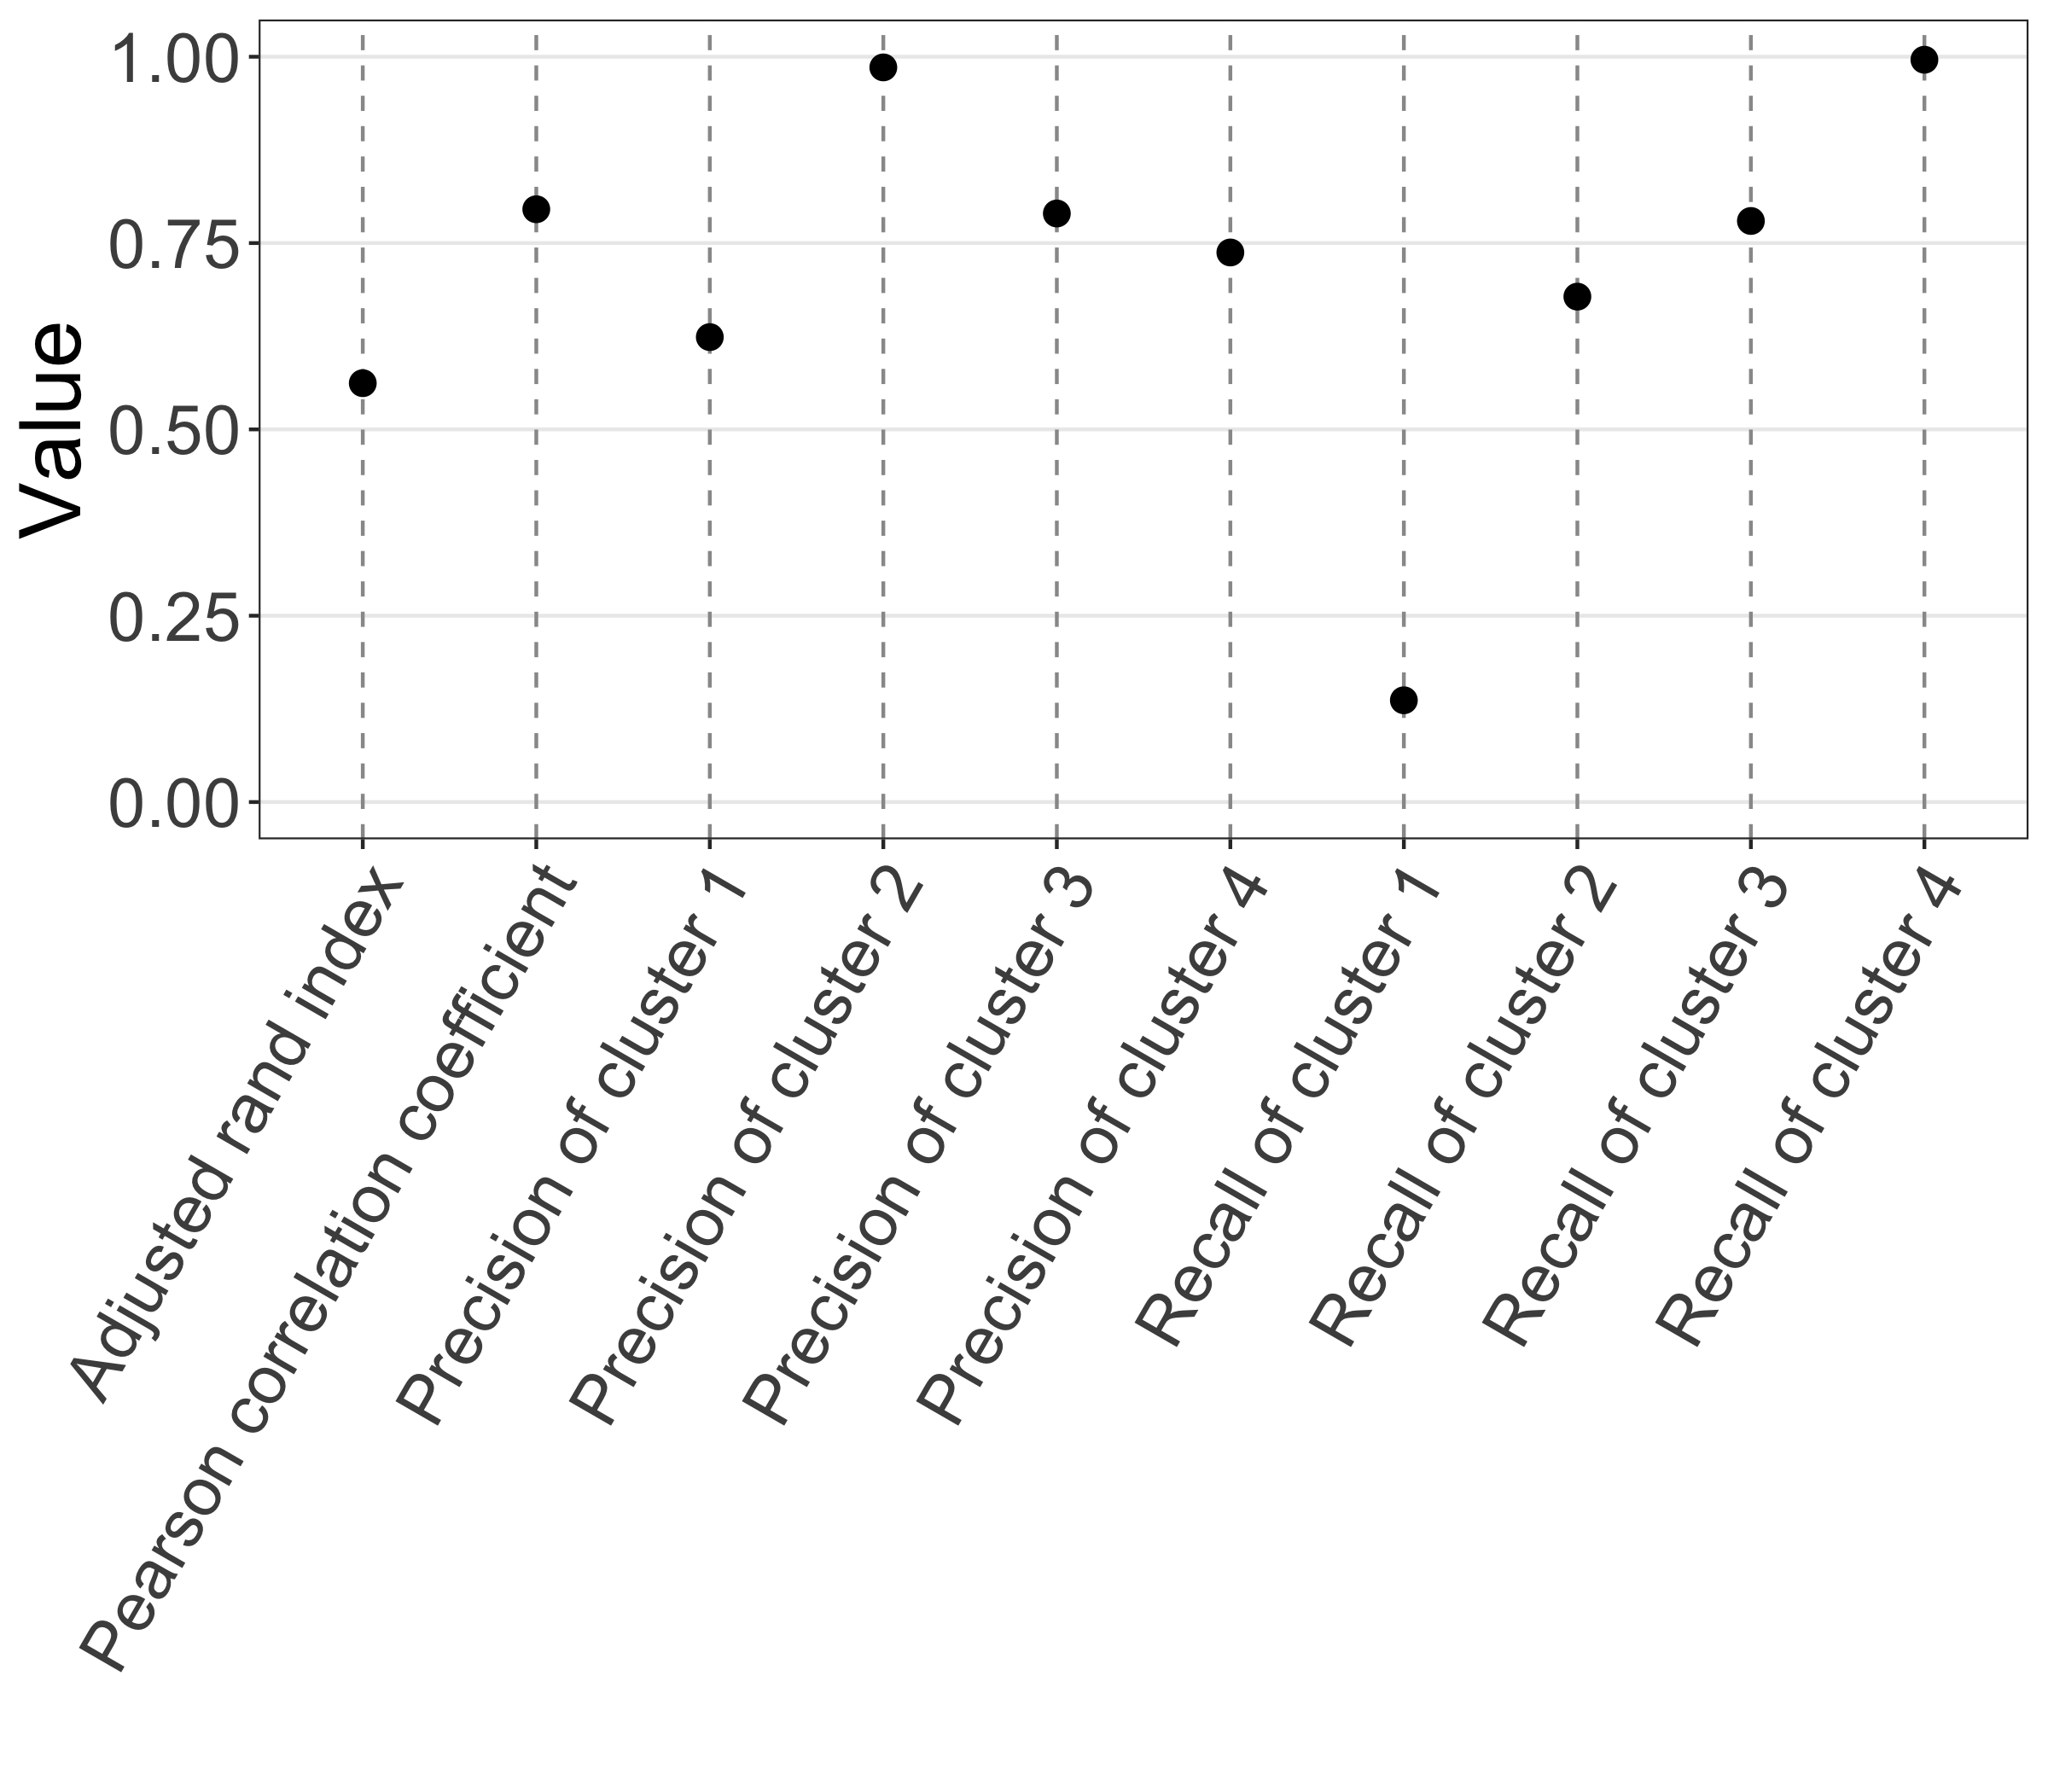 Value
1.00
0.75
0.50
0.25
0.00
Adjusted rand index
Pearson correlation coefficient
Precision of cluster 1
Precision of cluster 2
Precision of cluster 3
Precision of cluster 4
Recall of cluster 1
Recall of cluster 2
Recall of cluster 3
Recall of cluster 4